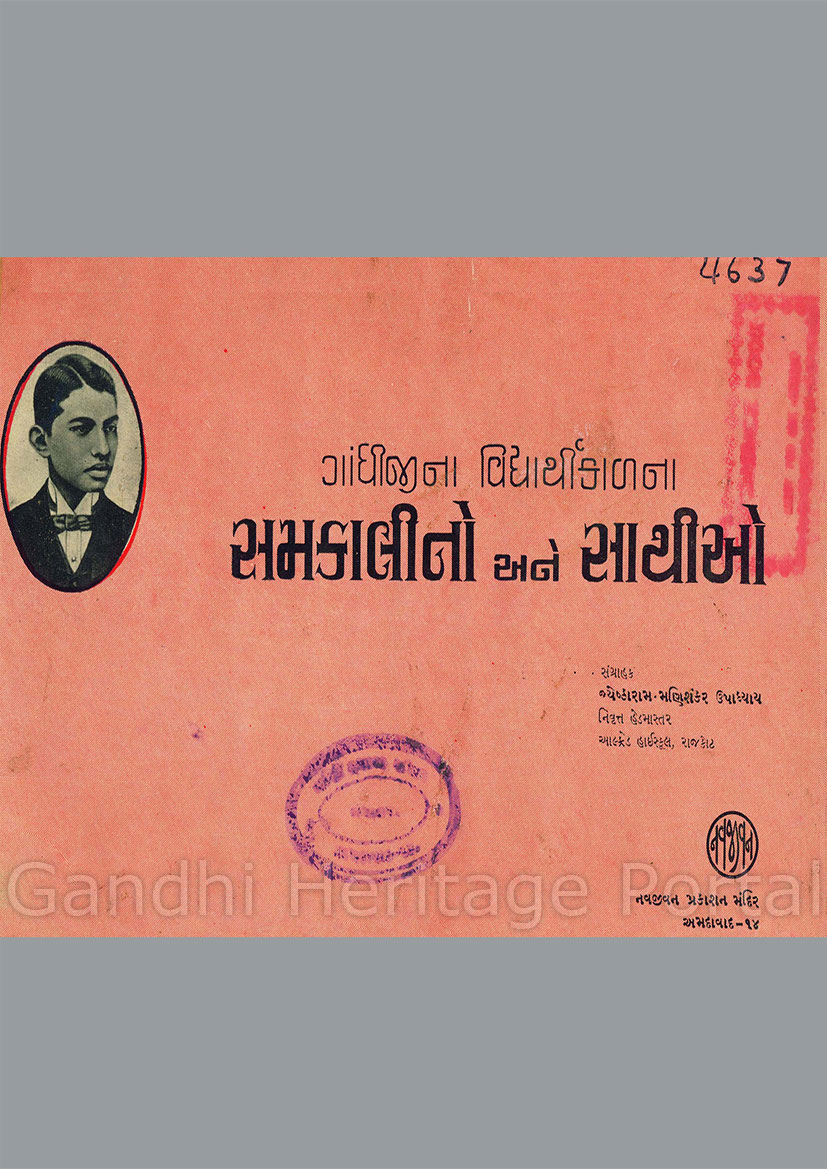 4637
ગાંધીજીના વિદ્યાર્થીકાળના
સમકાલીનો અને સાથીઓ
સંગ્રાહક
જ્યેષ્ઠારામ મણિશંકર ઉપાધ્યાય
નિવૃત્ત હેડમાસ્તર
આલ્ફ્રેડ હાઈસ્કૂલ, રાજકોટ
નવજીવન
Gandhi Heritage Portal
નવજીવન પ્રકાશન મંદિર
અમદાવાદ-૧૪